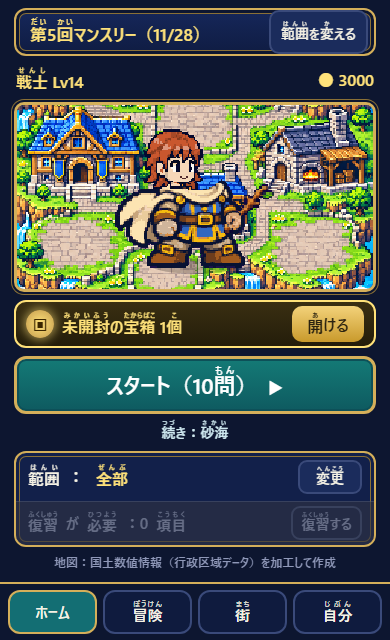 第5回マンスリー（11/28）
範囲を変える
戦士 Lv14
3000
未開封の宝箱 1個
開ける
スタート（10問） ▶
続き：砂海
範囲 ： 全部
変更
復習 が 必要 ：0 項目
復習する
地図：国土数値情報（行政区域データ）を加工して作成
ホーム
冒険
街
自分